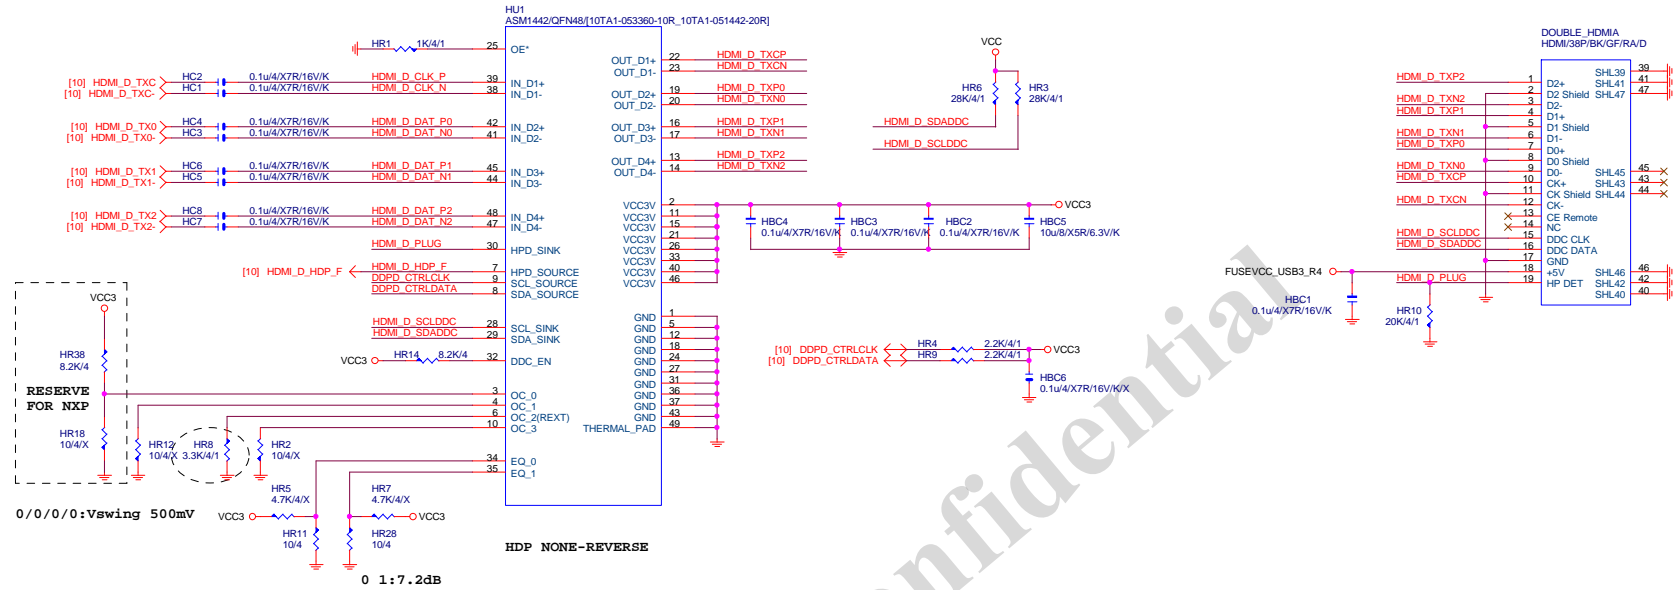 HU1
ASM1442/QFN48/[10TA1-053360-10R_10TA1-051442-20R]
HR1 1K/4/1 25 OE*
[10] HDMI_D_TXC HC2 0.1u/4/X7R/16V/K HDMI_D_CLK_P 39 IN_D1+
[10] HDMI_D_TXC- HC1 0.1u/4/X7R/16V/K HDMI_D_CLK_N 38 IN_D1-
[10] HDMI_D_TX0 HC4 0.1u/4/X7R/16V/K HDMI_D_DAT_P0 42 IN_D2+
[10] HDMI_D_TX0- HC3 0.1u/4/X7R/16V/K HDMI_D_DAT_N0 41 IN_D2-
[10] HDMI_D_TX1 HC6 0.1u/4/X7R/16V/K HDMI_D_DAT_P1 45 IN_D3+
[10] HDMI_D_TX1- HC5 0.1u/4/X7R/16V/K HDMI_D_DAT_N1 44 IN_D3-
[10] HDMI_D_TX2 HC8 0.1u/4/X7R/16V/K HDMI_D_DAT_P2 48 IN_D4+
[10] HDMI_D_TX2- HC7 0.1u/4/X7R/16V/K HDMI_D_DAT_N2 47 IN_D4-
HDMI_D_PLUG 30 HPD_SINK
[10] HDMI_D_HDP_F HDMI_D_HDP_F 7 HPD_SOURCE
DDPD_CTRLCLK 9 SCL_SOURCE
DDPD_CTRLDATA 8 SDA_SOURCE
HDMI_D_SCLDDC 28 SCL_SINK
HDMI_D_SDADDC 29 SDA_SINK
VCC3 HR14 8.2K/4 32 DDC_EN
3 OC_0
4 OC_1
6 OC_2(REXT)
10 OC_3
34 EQ_0
35 EQ_1
VCC3
HR38
8.2K/4
RESERVE
FOR NXP
HR18
10/4/X
HR12
10/4/X
HR8
3.3K/4/1
HR2
10/4/X
0/0/0/0:Vswing 500mV
HR5
4.7K/4/X
VCC3
HR11
10/4
HR7
4.7K/4/X
VCC3
HR28
10/4
0 1:7.2dB
HDP NONE-REVERSE
OUT_D1+ 22 HDMI_D_TXCP
OUT_D1- 23 HDMI_D_TXCN
OUT_D2+ 19 HDMI_D_TXP0
OUT_D2- 20 HDMI_D_TXN0
OUT_D3+ 16 HDMI_D_TXP1
OUT_D3- 17 HDMI_D_TXN1
OUT_D4+ 13 HDMI_D_TXP2
OUT_D4- 14 HDMI_D_TXN2
VCC3V 2 VCC3
VCC3V 11
VCC3V 15
VCC3V 21
VCC3V 26
VCC3V 33
VCC3V 40
VCC3V 46
GND 1
GND 5
GND 12
GND 18
GND 24
GND 27
GND 31
GND 36
GND 37
GND 43
THERMAL_PAD 49
HBC4
0.1u/4/X7R/16V/K
HBC3
0.1u/4/X7R/16V/K
HBC2
0.1u/4/X7R/16V/K
HBC5
10u/8/X5R/6.3V/K
VCC
HR6
28K/4/1
HR3
28K/4/1
HDMI_D_SDADDC
HDMI_D_SCLDDC
[10] DDPD_CTRLCLK HR4 2.2K/4/1 VCC3
[10] DDPD_CTRLDATA HR9 2.2K/4/1
HBC6
0.1u/4/X7R/16V/K/X
DOUBLE_HDMIA
HDMI/38P/BK/GF/RA/D
HDMI_D_TXP2 1 D2+
2 D2 Shield
HDMI_D_TXN2 3 D2-
HDMI_D_TXP1 4 D1+
5 D1 Shield
HDMI_D_TXN1 6 D1-
HDMI_D_TXP0 7 D0+
8 D0 Shield
HDMI_D_TXN0 9 D0-
HDMI_D_TXCP 10 CK+
11 CK Shield
HDMI_D_TXCN 12 CK-
13 CE Remote
14 NC
HDMI_D_SCLDDC 15 DDC CLK
HDMI_D_SDADDC 16 DDC DATA
17 GND
FUSEVCC_USB3_R4 18 +5V
HDMI_D_PLUG 19 HP DET
SHL39 39
SHL41 41
SHL47 47
SHL45 45
SHL43 43
SHL44 44
SHL46 46
SHL42 42
SHL40 40
HBC1
0.1u/4/X7R/16V/K
HR10
20K/4/1
nfidential